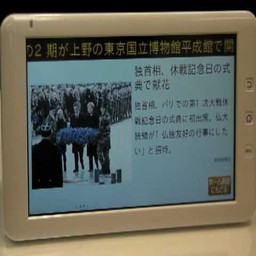 の2 期が上野の東京国立博物館平成館で開
独首相、休戦記念日の式
典で献花
独首相、パリでの第1 次大戦休
戦記念日の式典に初出席。仏大
統領が「仏独友好の行事にした
い」と招待。